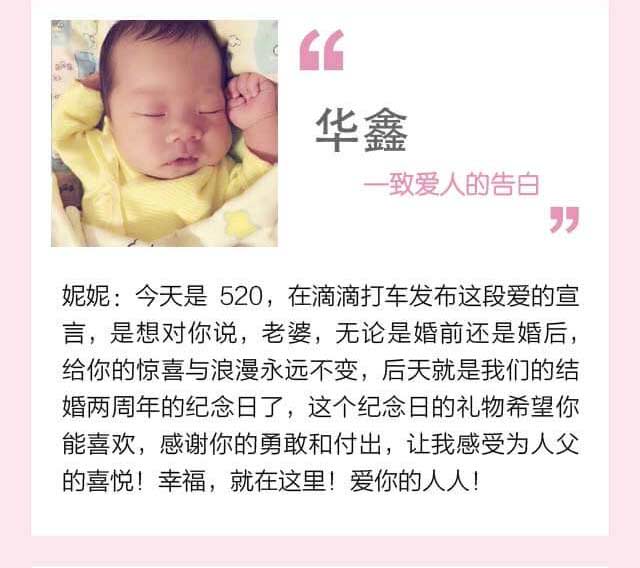 “
华鑫
—致爱人的告白
”
妮妮：今天是 520，在滴滴打车发布这段爱的宣
言，是想对你说，老婆，无论是婚前还是婚后，
给你的惊喜与浪漫永远不变，后天就是我们的结
婚两周年的纪念日了，这个纪念日的礼物希望你
能喜欢，感谢你的勇敢和付出，让我感受为人父
的喜悦！幸福，就在这里！爱你的人人！